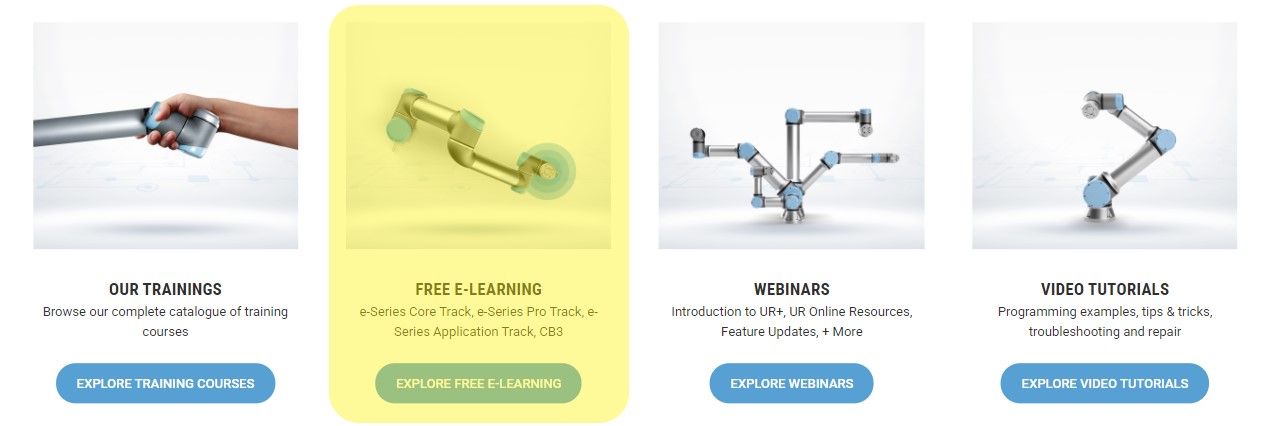 OUR TRAININGS
Browse our complete catalogue of training
courses
EXPLORE TRAINING COURSES
FREE E-LEARNING
e-Series Core Track, e-Series Pro Track, e-
Series Application Track, CB3
EXPLORE FREE E-LEARNING
WEBINARS
Introduction to UR+, UR Online Resources,
Feature Updates, + More
EXPLORE WEBINARS
VIDEO TUTORIALS
Programming examples, tips & tricks,
troubleshooting and repair
EXPLORE VIDEO TUTORIALS